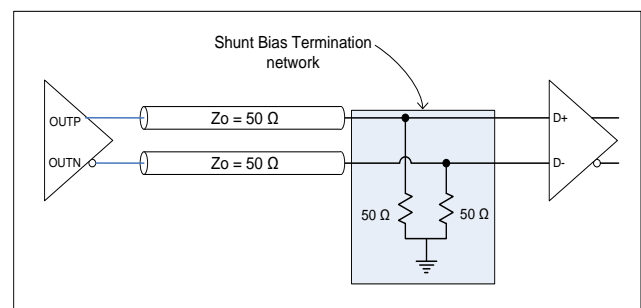 Shunt Bias Termination
network
OUTP
Zo = 50 Ω
D+
OUTN
Zo = 50 Ω
D-
50 Ω
50 Ω